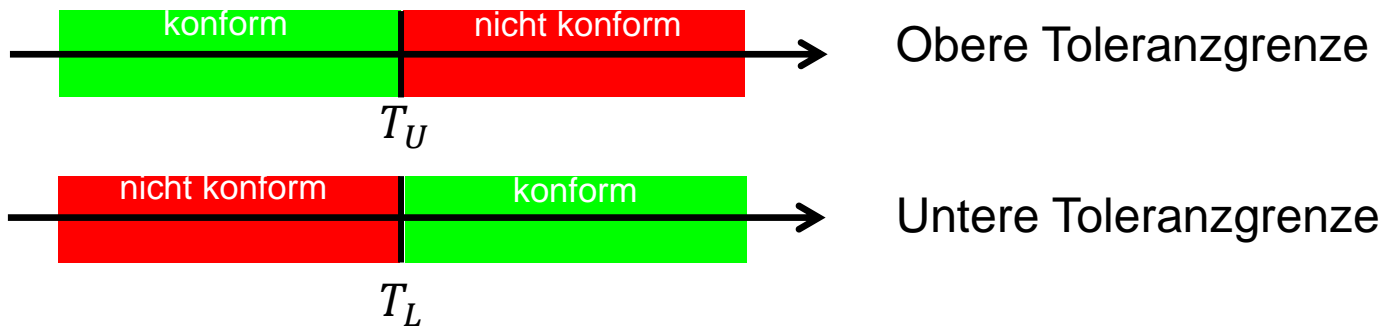 konform nicht konform
Obere Toleranzgrenze
T_U
nicht konform konform
Untere Toleranzgrenze
T_L